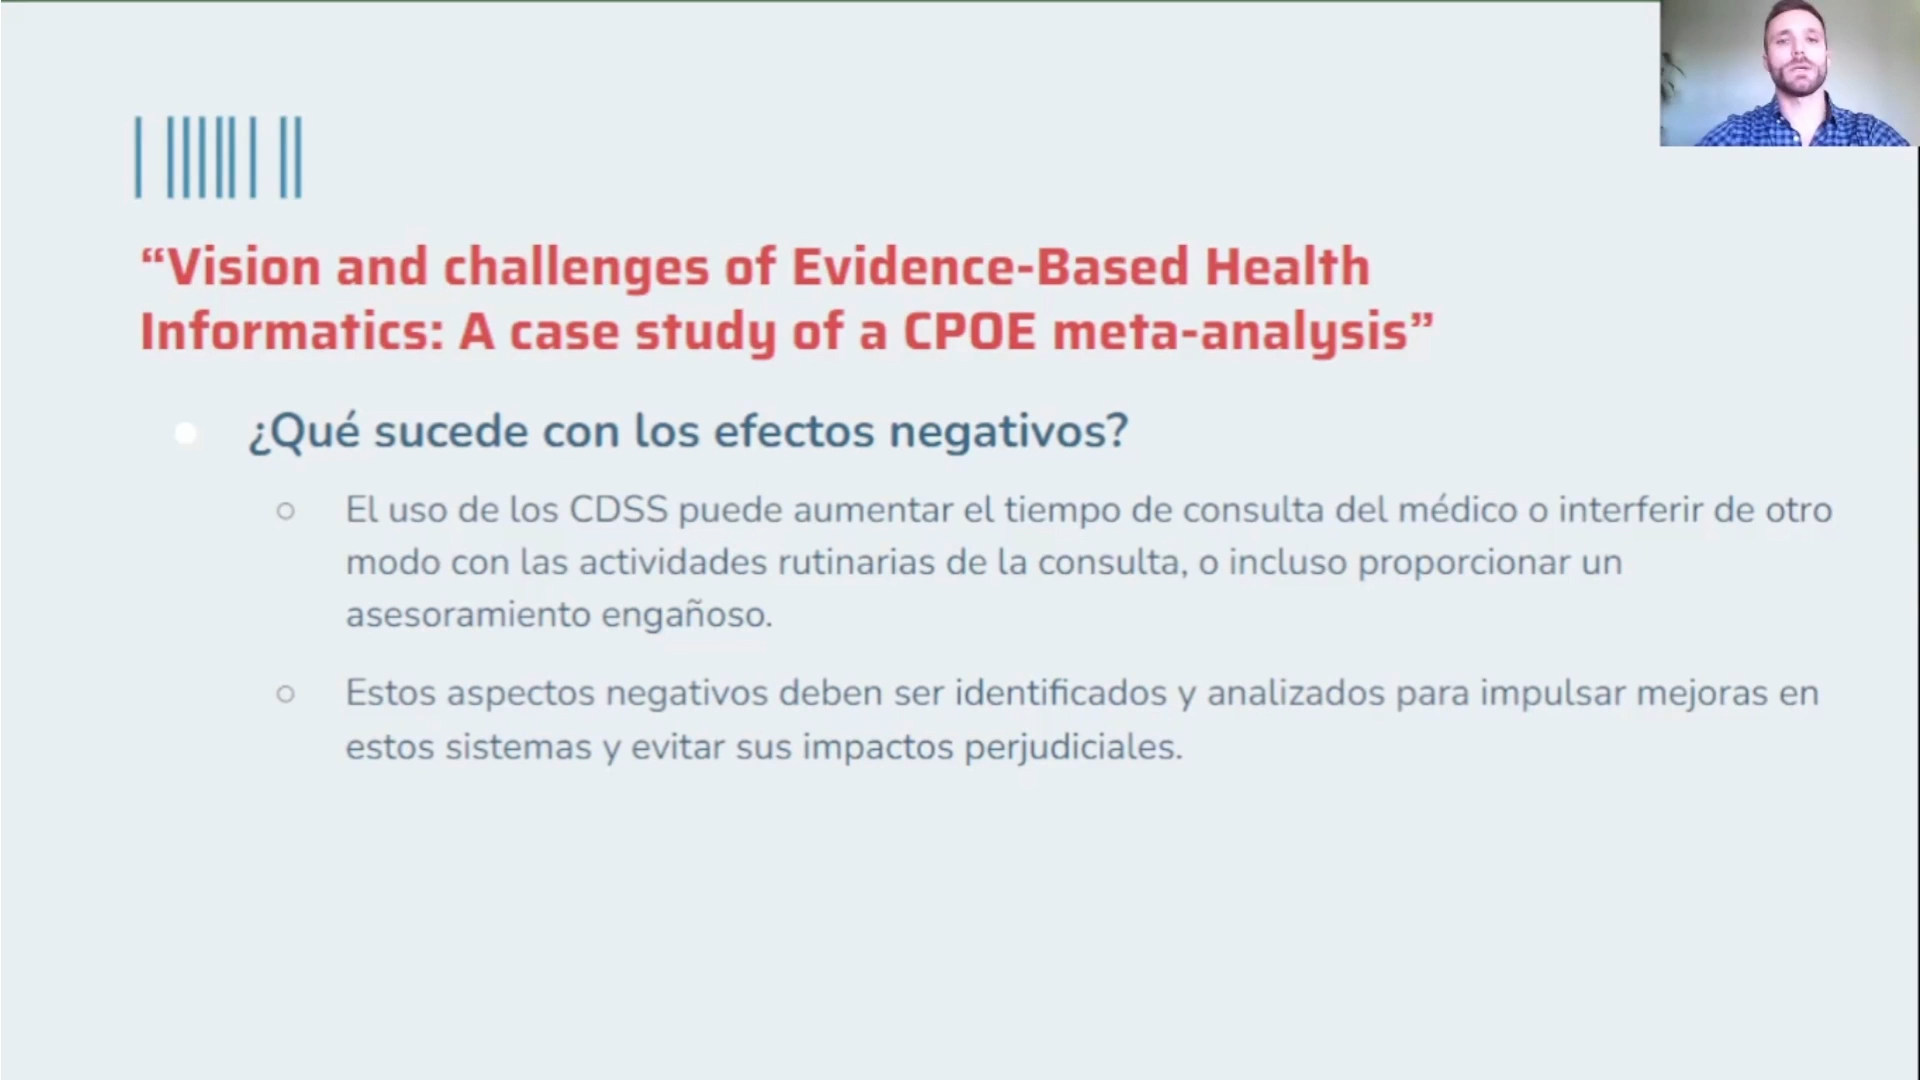 “Vision and challenges of Evidence-Based Health
Informatics: A case study of a CPOE meta-analysis”
¿Qué sucede con los efectos negativos?
El uso de los CDSS puede aumentar el tiempo de consulta del médico o interferir de otro
modo con las actividades rutinarias de la consulta, o incluso proporcionar un
asesoramiento engañoso.
Estos aspectos negativos deben ser identificados y analizados para impulsar mejoras en
estos sistemas y evitar sus impactos perjudiciales.